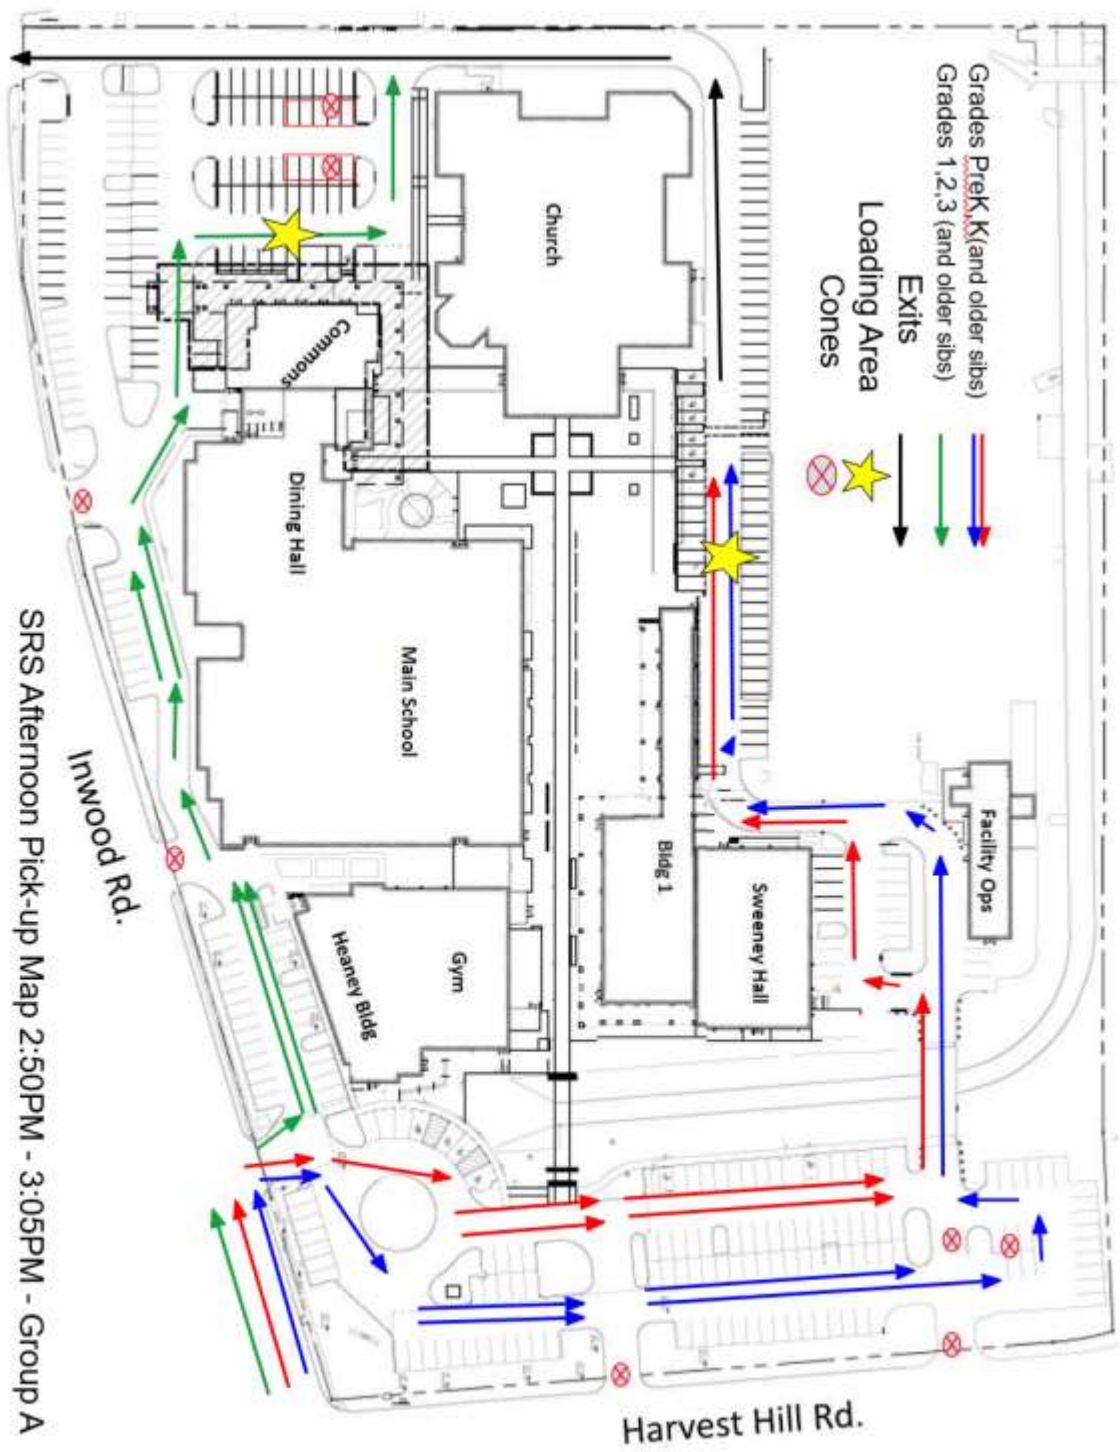 Grades PreK,K(and older sibs)
Grades 1,2,3 (and older sibs)
Exits
Loading Area
Cones
Church
Commons
Dining Hall
Main School
Bldg 1
Sweeney Hall
Facility Ops
Gym
Heaney Bldg
Inwood Rd.
Harvest Hill Rd.
SRS Afternoon Pick-up Map 2:50PM - 3:05PM - Group A